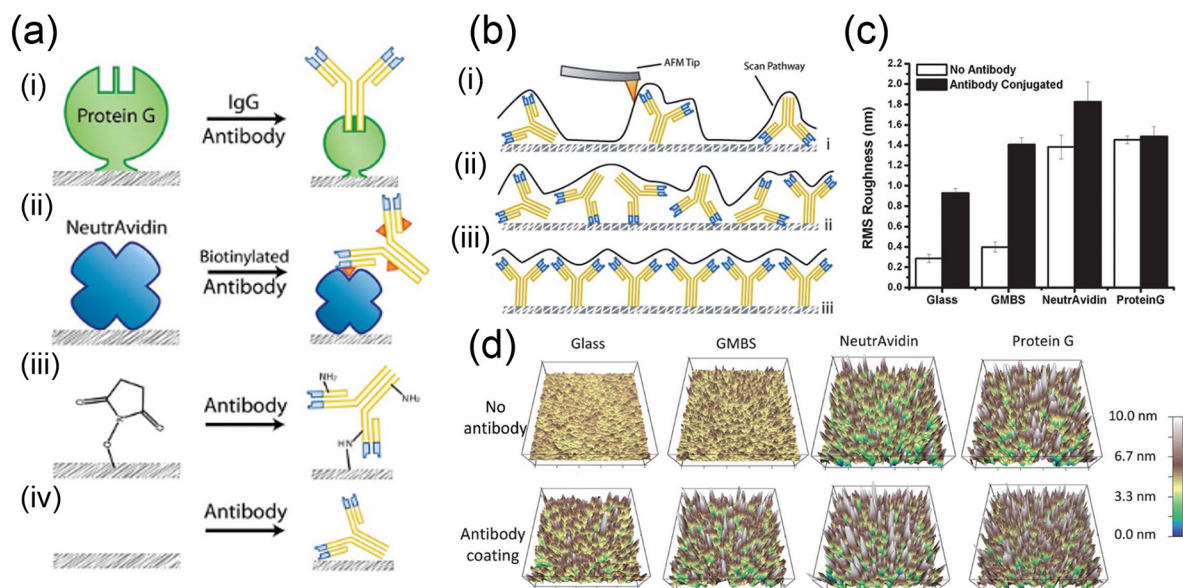 (a)
(i)
Protein G
IgG
Antibody
(ii)
NeutrAvidin
Biotinylated
Antibody
(iii)
Antibody
NH₂
NH₂
HN
(iv)
Antibody
(b)
(i)
AFM Tip
Scan Pathway
i
(ii)
ii
(iii)
iii
(c)
No Antibody
Antibody Conjugated
RMS Roughness (nm)
2.2
2.0
1.8
1.6
1.4
1.2
1.0
0.8
0.6
0.4
0.2
0.0
Glass
GMBS
NeutrAvidin
ProteinG
(d)
Glass
GMBS
NeutrAvidin
Protein G
No
antibody
Antibody
coating
10.0 nm
6.7 nm
3.3 nm
0.0 nm